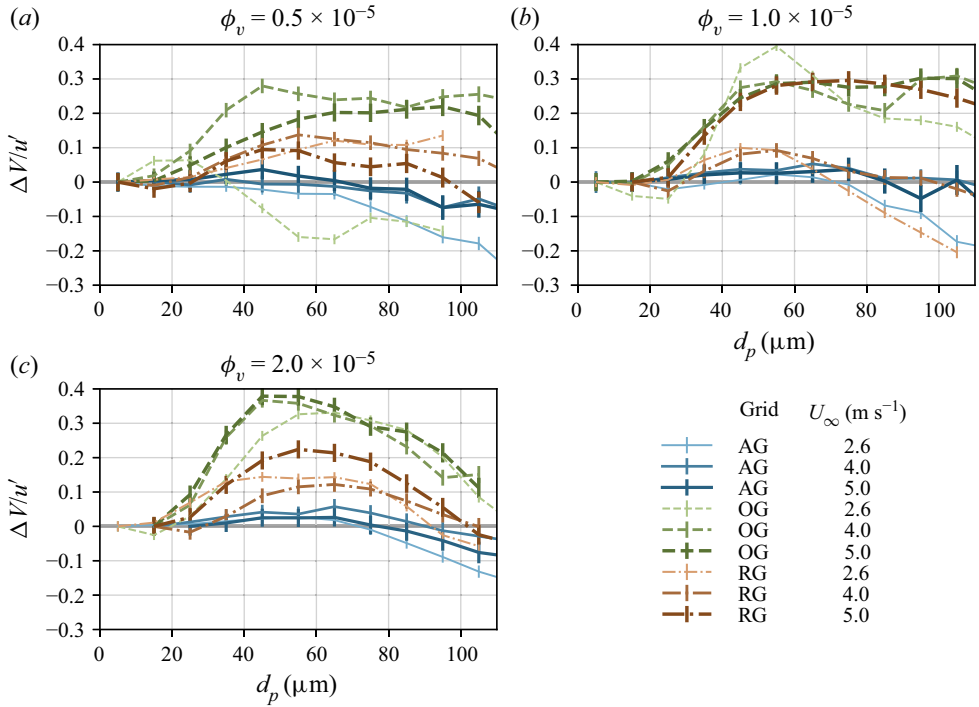 (a) ϕv = 0.5 × 10−5
(b) ϕv = 1.0 × 10−5
0.4
0.3
0.2
0.1
0
−0.1
−0.2
−0.3
ΔV/u′
0 20 40 60 80 100
0.4
0.3
0.2
0.1
0
−0.1
−0.2
−0.3
0 20 40 60 80 100
dp (μm)
(c) ϕv = 2.0 × 10−5
0.4
0.3
0.2
0.1
0
−0.1
−0.2
−0.3
ΔV/u′
0 20 40 60 80 100
dp (μm)
Grid U∞ (m s−1)
AG 2.6
AG 4.0
AG 5.0
OG 2.6
OG 4.0
OG 5.0
RG 2.6
RG 4.0
RG 5.0